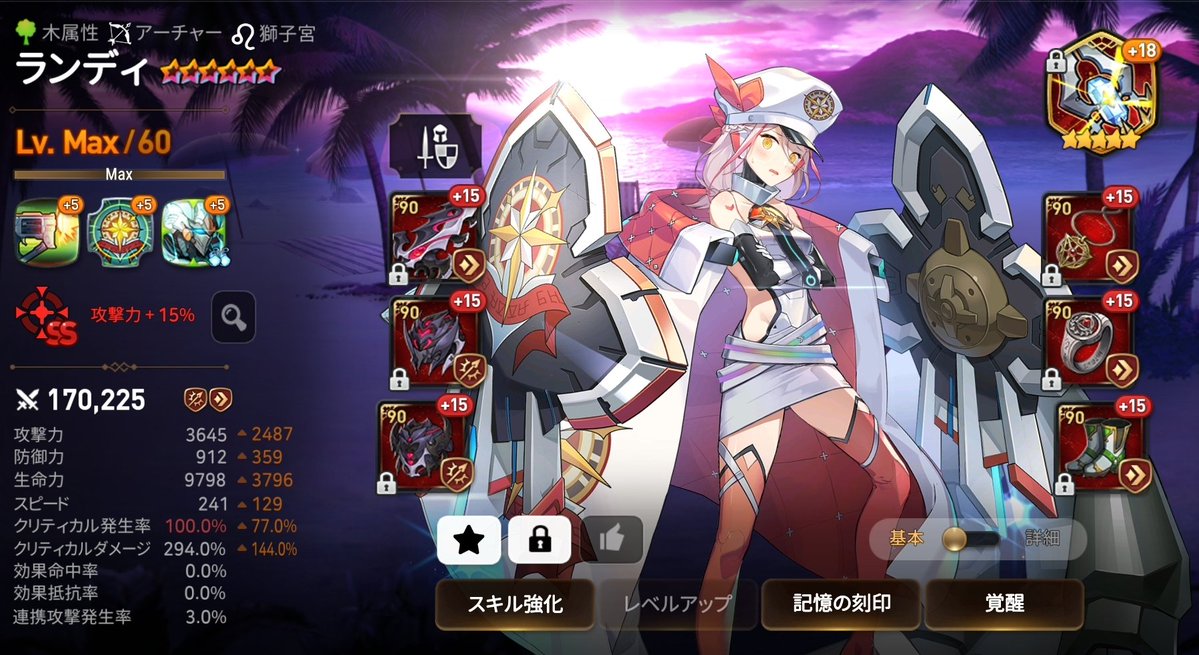 木属性 アーチャー 獅子宮
ランディ
Lv. Max/60
Max
+5 +5 +5
SS 攻撃力+15%
170,225
攻撃力 3645 2487
防御力 912 359
生命力 9798 3796
スピード 241 129
クリティカル発生率 100.0% 77.0%
クリティカルダメージ 294.0% 144.0%
効果命中率 0.0%
効果抵抗率 0.0%
連携攻撃発生率 3.0%
90 +15
90 +15
90 +15
+18
90 +15
90 +15
90 +15
基本 詳細
スキル強化 レベルアップ 記憶の刻印 覚醒